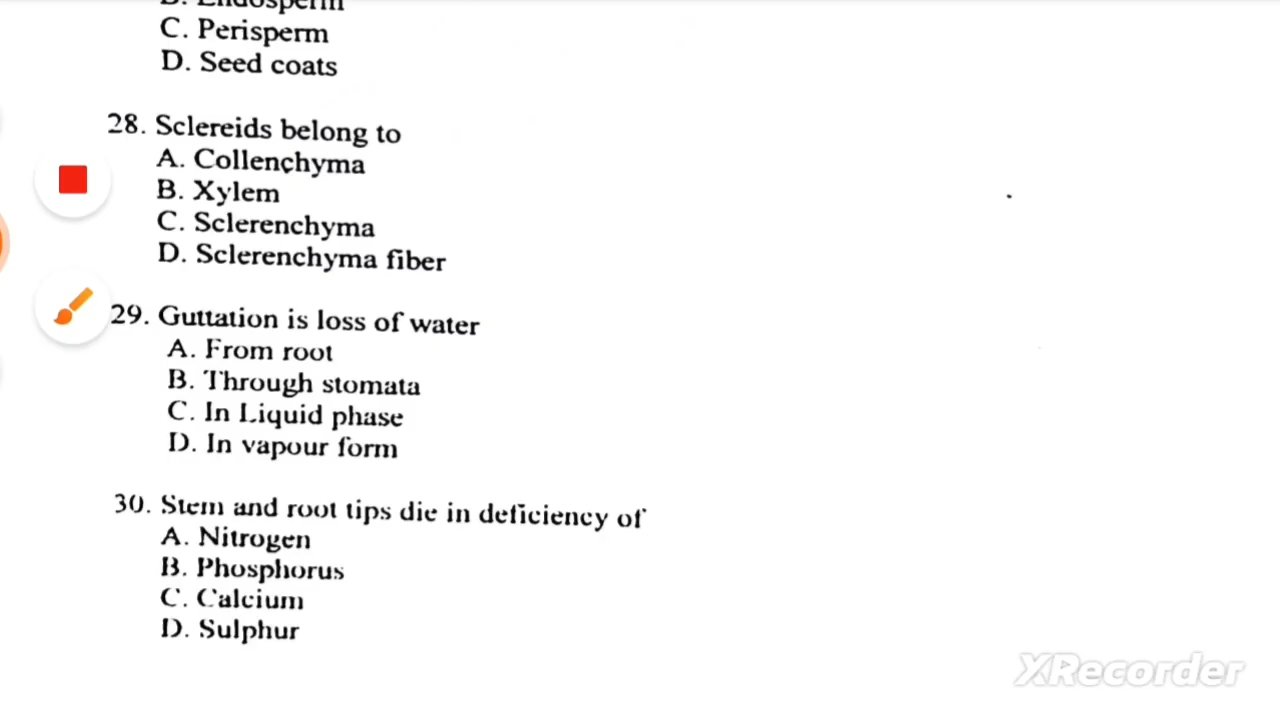 B. Endosperm
C. Perisperm
D. Seed coats
28. Sclereids belong to
A. Collenchyma
B. Xylem
C. Sclerenchyma
D. Sclerenchyma fiber
29. Guttation is loss of water
A. From root
B. Through stomata
C. In Liquid phase
D. In vapour form
30. Stem and root tips die in deficiency of
A. Nitrogen
B. Phosphorus
C. Calcium
D. Sulphur
XRecorder